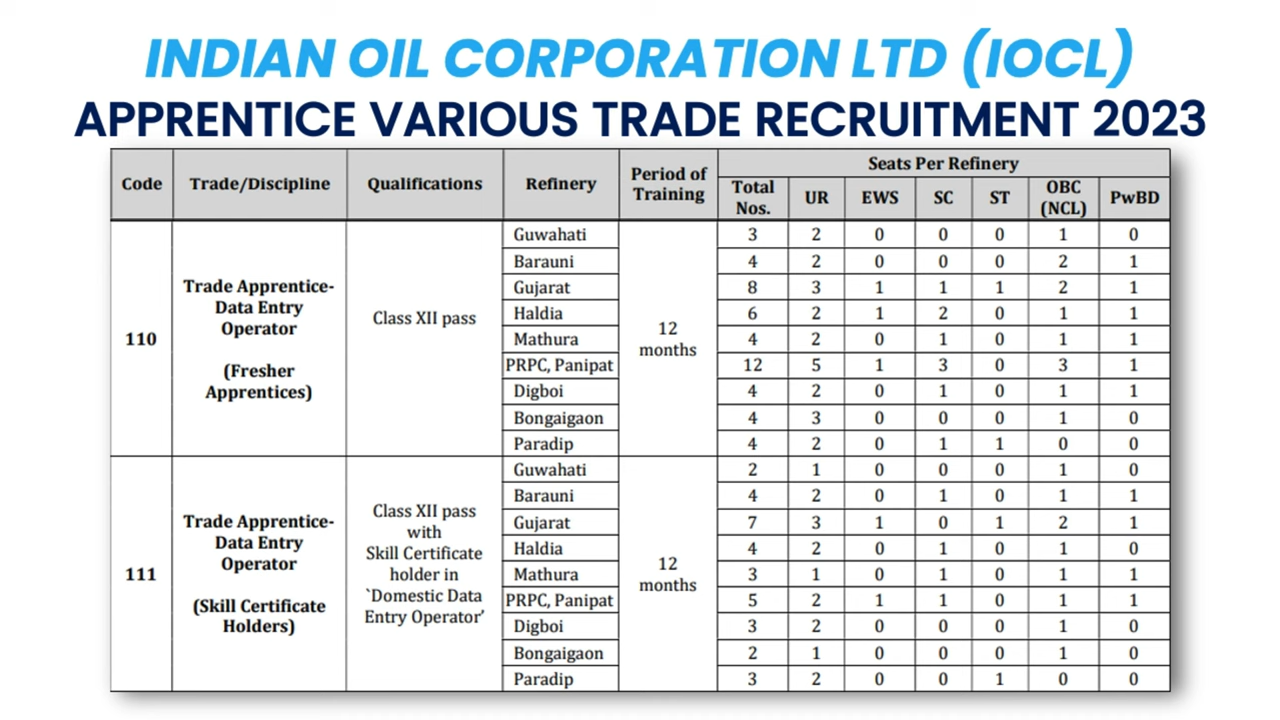 INDIAN OIL CORPORATION LTD (IOCL)
APPRENTICE VARIOUS TRADE RECRUITMENT 2023
Code Trade/Discipline Qualifications Refinery Period of Training Seats Per Refinery
Total Nos. UR EWS SC ST OBC (NCL) PwBD
110 Trade Apprentice- Data Entry Operator (Fresher Apprentices) Class XII pass 12 months
Guwahati 3 2 0 0 0 1 0
Barauni 4 2 0 0 0 2 1
Gujarat 8 3 1 1 1 2 1
Haldia 6 2 1 2 0 1 1
Mathura 4 2 0 1 0 1 1
PRPC, Panipat 12 5 1 3 0 3 1
Digboi 4 2 0 1 0 1 1
Bongaigaon 4 3 0 0 0 1 0
Paradip 4 2 0 1 1 0 0
111 Trade Apprentice- Data Entry Operator (Skill Certificate Holders) Class XII pass with Skill Certificate holder in `Domestic Data Entry Operator’ 12 months
Guwahati 2 1 0 0 0 1 0
Barauni 4 2 0 1 0 1 1
Gujarat 7 3 1 0 1 2 1
Haldia 4 2 0 1 0 1 0
Mathura 3 1 0 1 0 1 1
PRPC, Panipat 5 2 1 1 0 1 1
Digboi 3 2 0 0 0 1 0
Bongaigaon 2 1 0 0 0 1 0
Paradip 3 2 0 0 1 0 0